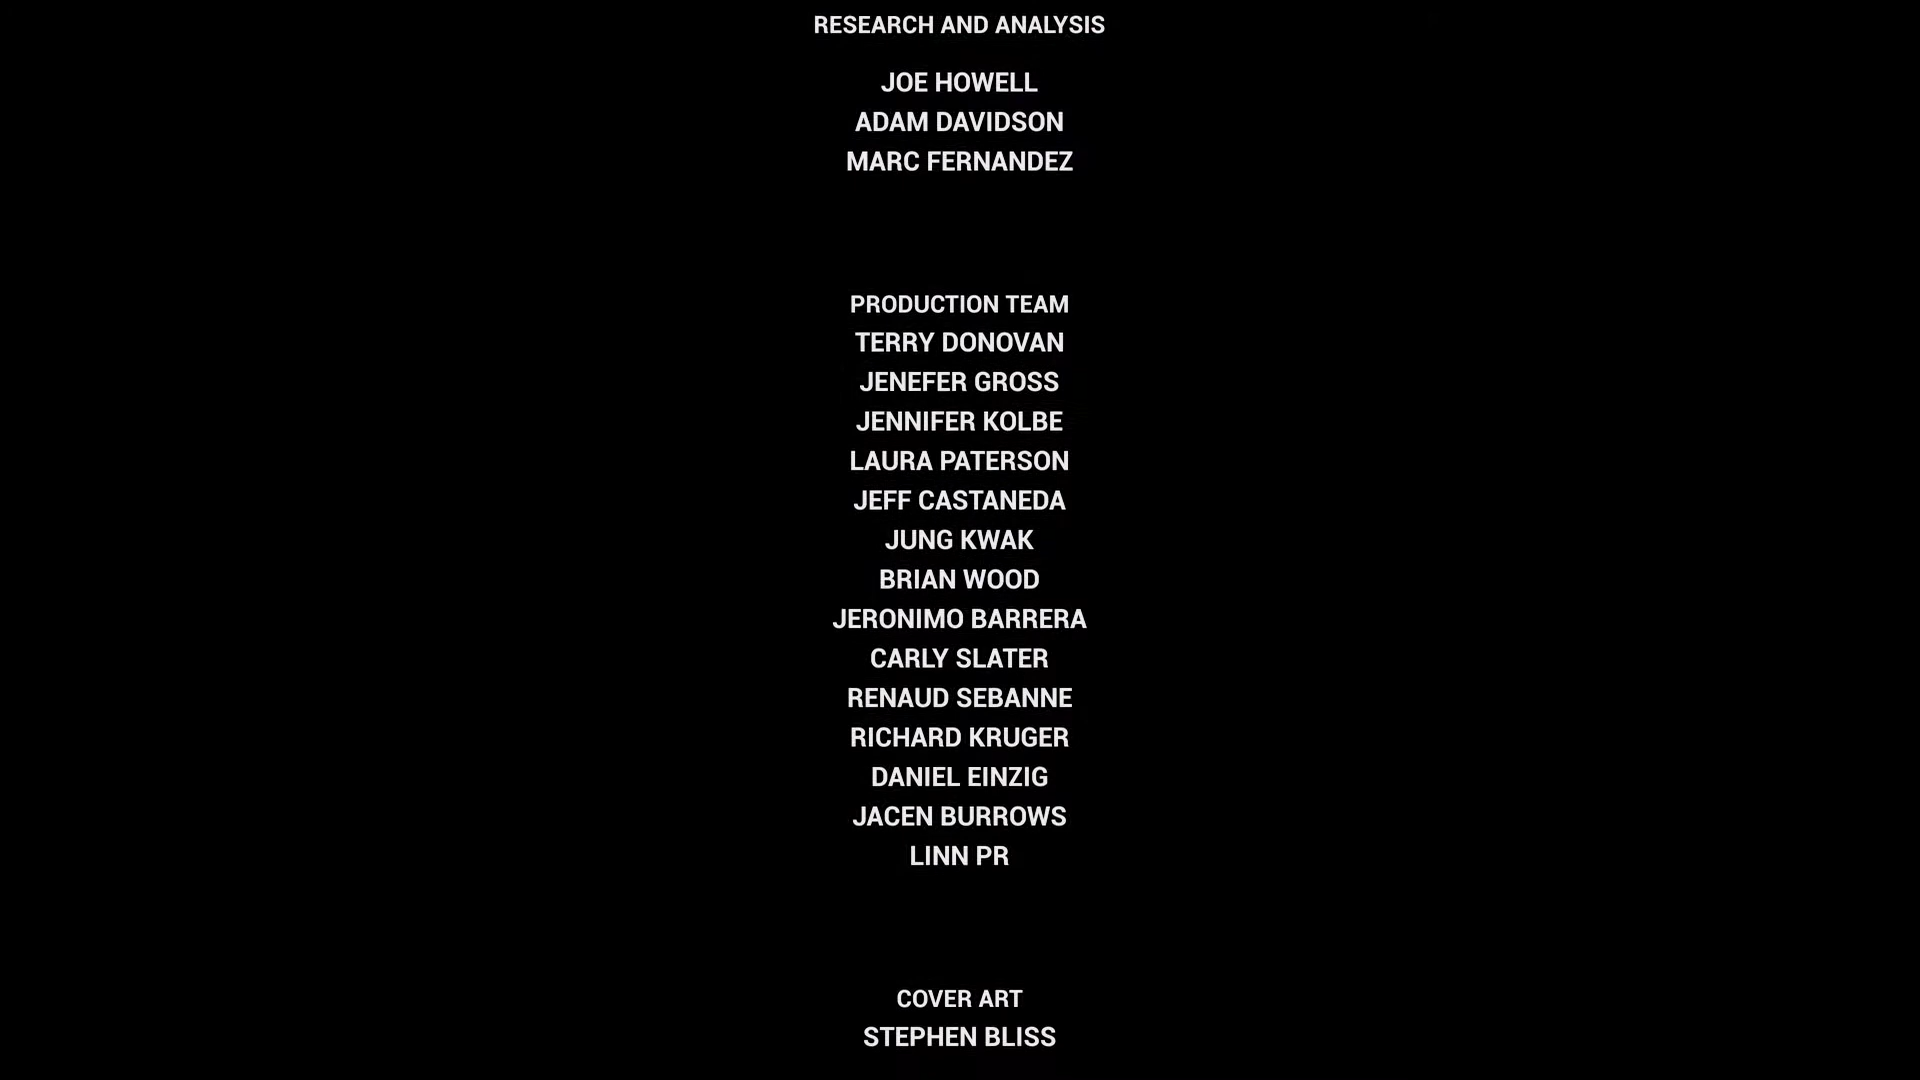 RESEARCH AND ANALYSIS
JOE HOWELL
ADAM DAVIDSON
MARC FERNANDEZ
PRODUCTION TEAM
TERRY DONOVAN
JENEFER GROSS
JENNIFER KOLBE
LAURA PATERSON
JEFF CASTANEDA
JUNG KWAK
BRIAN WOOD
JERONIMO BARRERA
CARLY SLATER
RENAUD SEBANNE
RICHARD KRUGER
DANIEL EINZIG
JACEN BURROWS
LINN PR
COVER ART
STEPHEN BLISS